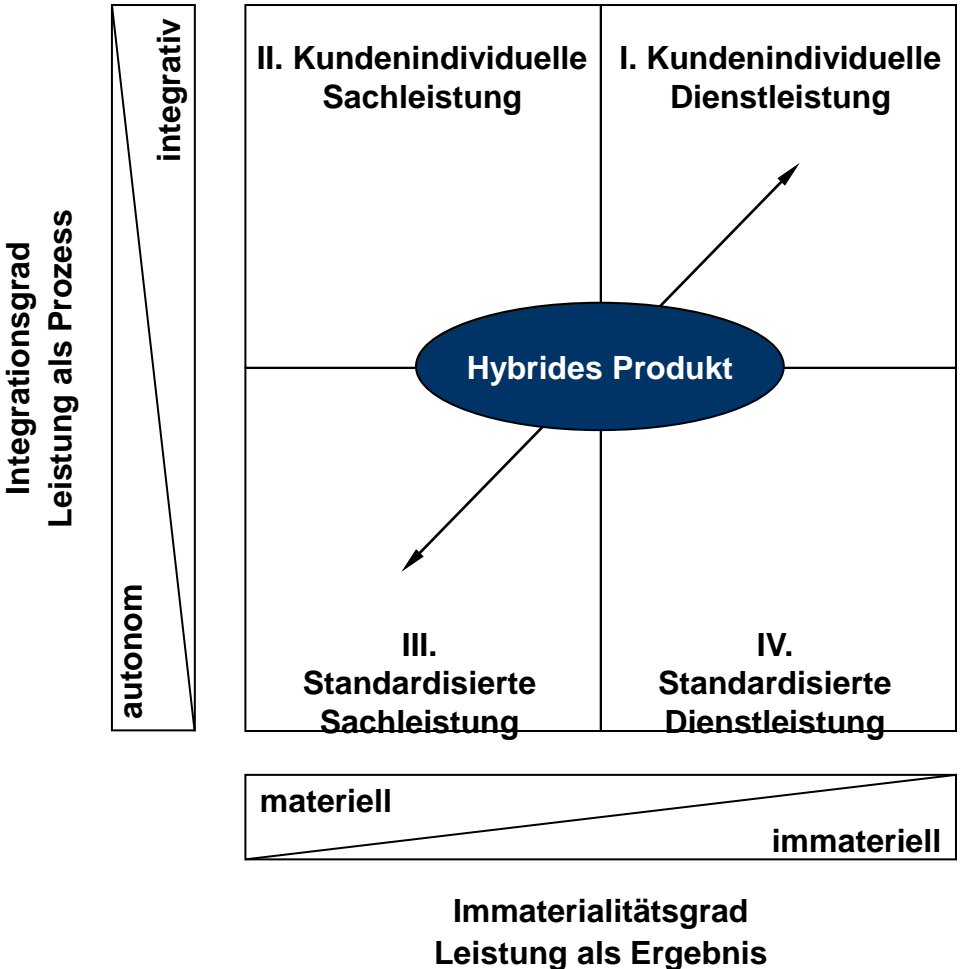 Integrationsgrad
Leistung als Prozess
integrativ
autonom
II. Kundenindividuelle
Sachleistung
I. Kundenindividuelle
Dienstleistung
Hybrides Produkt
III.
Standardisierte
Sachleistung
IV.
Standardisierte
Dienstleistung
materiell
immateriell
Immaterialitätsgrad
Leistung als Ergebnis